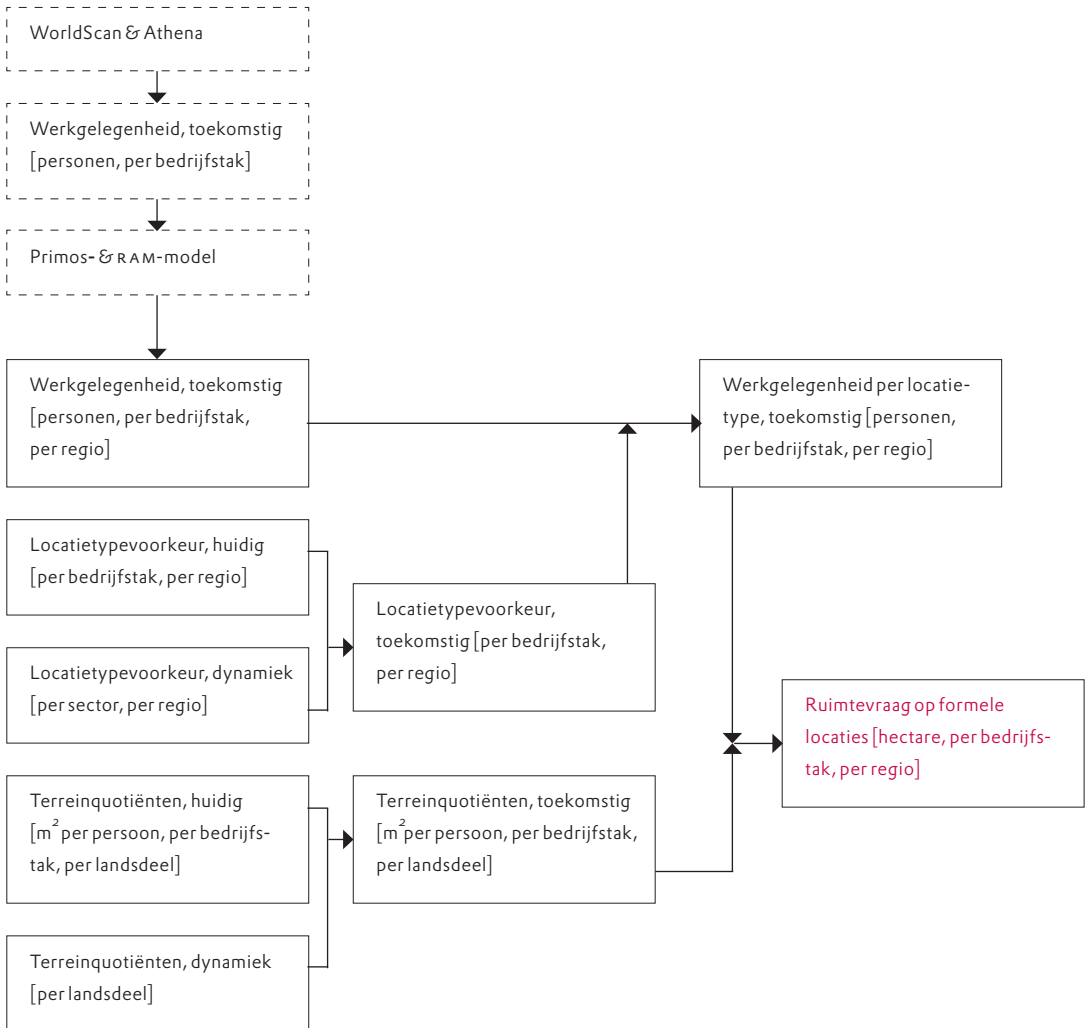 WorldScan & Athena
Werkgelegenheid, toekomstig
[personen, per bedrijfstak]
Primos- & RAM-model
Werkgelegenheid, toekomstig
[personen, per bedrijfstak,
per regio]
Werkgelegenheid per locatie-
type, toekomstig [personen,
per bedrijfstak, per regio]
Locatietypevoorkeur, huidig
[per bedrijfstak, per regio]
Locatietypevoorkeur,
toekomstig [per bedrijfstak,
per regio]
Locatietypevoorkeur, dynamiek
[per sector, per regio]
Ruimtevraag op formele
locaties [hectare, per bedrijfs-
tak, per regio]
Terreinquotiënten, huidig
[m² per persoon, per bedrijfs-
tak, per landsdeel]
Terreinquotiënten, toekomstig
[m² per persoon, per bedrijfstak,
per landsdeel]
Terreinquotiënten, dynamiek
[per landsdeel]